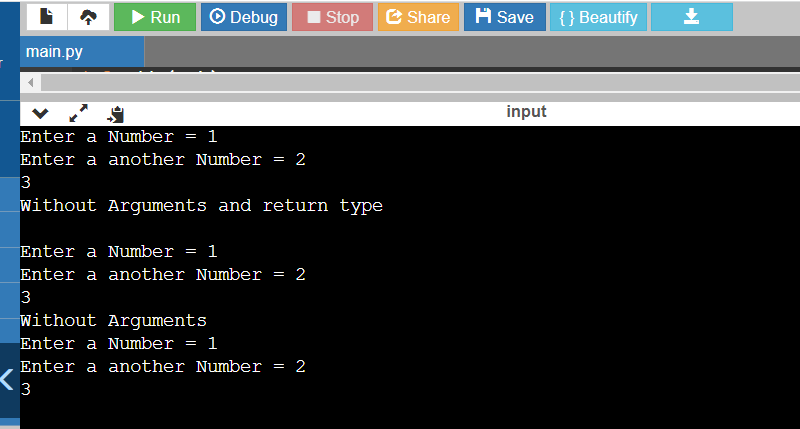 Run Debug Stop Share Save { } Beautify
main.py
input
Enter a Number = 1
Enter a another Number = 2
3
Without Arguments and return type
Enter a Number = 1
Enter a another Number = 2
3
Without Arguments
Enter a Number = 1
Enter a another Number = 2
3